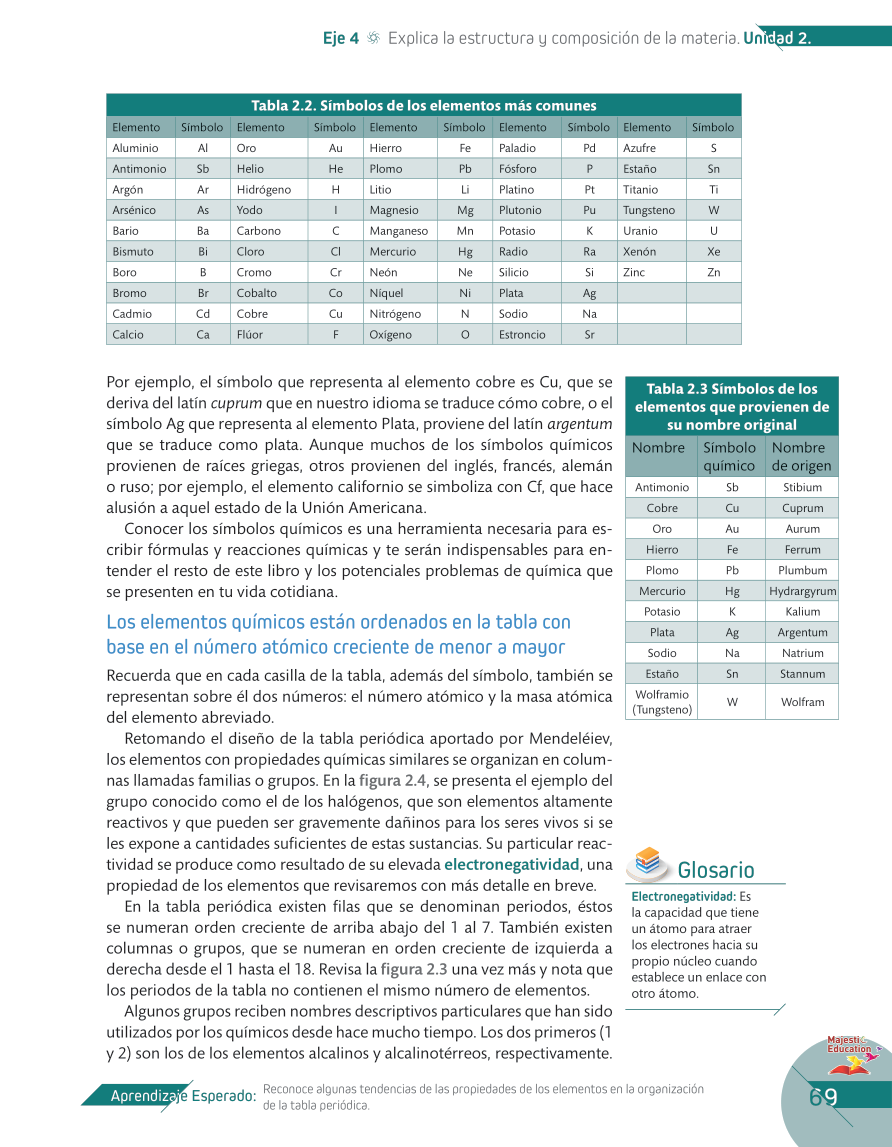 Eje 4 Explica la estructura y composición de la materia. Unidad 2.
Tabla 2.2. Símbolos de los elementos más comunes
Elemento Símbolo Elemento Símbolo Elemento Símbolo Elemento Símbolo Elemento Símbolo
Aluminio Al Oro Au Hierro Fe Paladio Pd Azufre S
Antimonio Sb Helio He Plomo Pb Fósforo P Estaño Sn
Argón Ar Hidrógeno H Litio Li Platino Pt Titanio Ti
Arsénico As Yodo I Magnesio Mg Plutonio Pu Tungsteno W
Bario Ba Carbono C Manganeso Mn Potasio K Uranio U
Bismuto Bi Cloro Cl Mercurio Hg Radio Ra Xenón Xe
Boro B Cromo Cr Neón Ne Silicio Si Zinc Zn
Bromo Br Cobalto Co Níquel Ni Plata Ag
Cadmio Cd Cobre Cu Nitrógeno N Sodio Na
Calcio Ca Flúor F Oxígeno O Estroncio Sr
Por ejemplo, el símbolo que representa al elemento cobre es Cu, que se
deriva del latín cuprum que en nuestro idioma se traduce cómo cobre, o el
símbolo Ag que representa al elemento Plata, proviene del latín argentum
que se traduce como plata. Aunque muchos de los símbolos químicos
provienen de raíces griegas, otros provienen del inglés, francés, alemán
o ruso; por ejemplo, el elemento californio se simboliza con Cf, que hace
alusión a aquel estado de la Unión Americana.
Conocer los símbolos químicos es una herramienta necesaria para es-
cribir fórmulas y reacciones químicas y te serán indispensables para en-
tender el resto de este libro y los potenciales problemas de química que
se presenten en tu vida cotidiana.
Los elementos químicos están ordenados en la tabla con
base en el número atómico creciente de menor a mayor
Recuerda que en cada casilla de la tabla, además del símbolo, también se
representan sobre él dos números: el número atómico y la masa atómica
del elemento abreviado.
Retomando el diseño de la tabla periódica aportado por Mendeléiev,
los elementos con propiedades químicas similares se organizan en colum-
nas llamadas familias o grupos. En la figura 2.4, se presenta el ejemplo del
grupo conocido como el de los halógenos, que son elementos altamente
reactivos y que pueden ser gravemente dañinos para los seres vivos si se
les expone a cantidades suficientes de estas sustancias. Su particular reac-
tividad se produce como resultado de su elevada electronegatividad, una
propiedad de los elementos que revisaremos con más detalle en breve.
En la tabla periódica existen filas que se denominan periodos, éstos
se numeran orden creciente de arriba abajo del 1 al 7. También existen
columnas o grupos, que se numeran en orden creciente de izquierda a
derecha desde el 1 hasta el 18. Revisa la figura 2.3 una vez más y nota que
los periodos de la tabla no contienen el mismo número de elementos.
Algunos grupos reciben nombres descriptivos particulares que han sido
utilizados por los químicos desde hace mucho tiempo. Los dos primeros (1
y 2) son los de los elementos alcalinos y alcalinotérreos, respectivamente.
Tabla 2.3 Símbolos de los
elementos que provienen de
su nombre original
Nombre Símbolo Nombre
químico de origen
Antimonio Sb Stibium
Cobre Cu Cuprum
Oro Au Aurum
Hierro Fe Ferrum
Plomo Pb Plumbum
Mercurio Hg Hydrargyrum
Potasio K Kalium
Plata Ag Argentum
Sodio Na Natrium
Estaño Sn Stannum
Wolframio
(Tungsteno) W Wolfram
Glosario
Electronegatividad: Es
la capacidad que tiene
un átomo para atraer
los electrones hacia su
propio núcleo cuando
establece un enlace con
otro átomo.
Majestic
Education
Aprendizaje Esperado: Reconoce algunas tendencias de las propiedades de los elementos en la organización
de la tabla periódica.
69